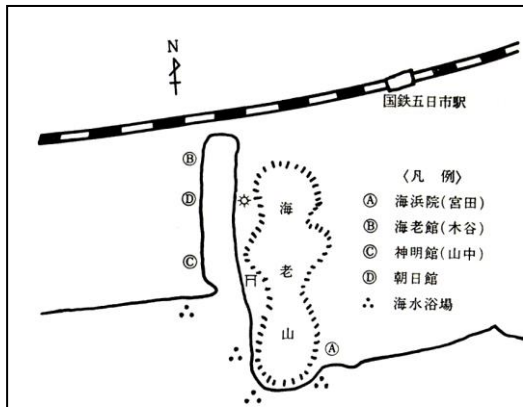 N
国鉄五日市駅
Ⓑ
Ⓓ
Ⓒ
海
老
山
Ⓐ
〈凡 例〉
Ⓐ 海浜院(宮田)
Ⓑ 海老館(木谷)
Ⓒ 神明館(山中)
Ⓓ 朝日館
海水浴場